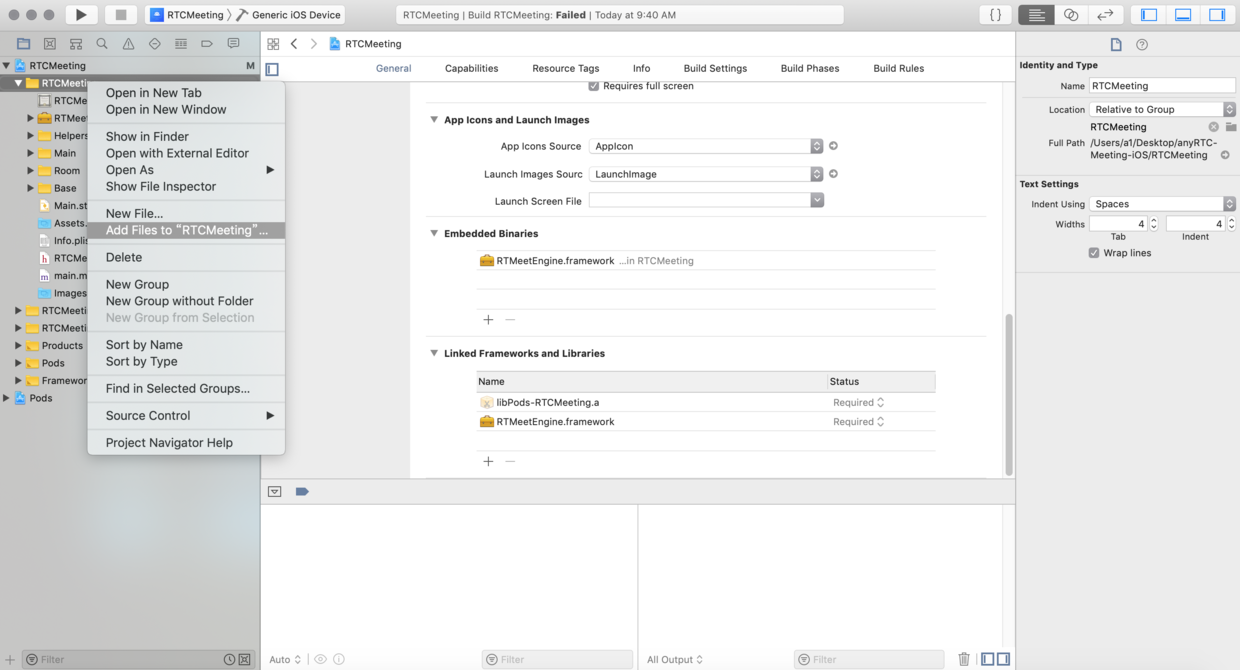 RTCMeeting
Generic iOS Device
RTCMeeting | Build RTCMeeting: Failed | Today at 9:40 AM
{ }
RTCMeeting
RTCMeeting M
General Capabilities Resource Tags Info Build Settings Build Phases Build Rules
RTCMeeti
RTCMe
RTMeet
Helpers
Main
Room
Base
Main.st
Assets.
Info.plis
RTCMe
main.m
Images
RTCMeeti
RTCMeeti
Products
Pods
Framewor
Pods
Open in New Tab
Open in New Window
Show in Finder
Open with External Editor
Open As
Show File Inspector
New File...
Add Files to “RTCMeeting”...
Delete
New Group
New Group without Folder
New Group from Selection
Sort by Name
Sort by Type
Find in Selected Groups...
Source Control
Project Navigator Help
Requires full screen
App Icons and Launch Images
App Icons Source AppIcon
Launch Images Sourc LaunchImage
Launch Screen File
Embedded Binaries
RTMeetEngine.framework ...in RTCMeeting
Linked Frameworks and Libraries
Name Status
libPods-RTCMeeting.a Required
RTMeetEngine.framework Required
Identity and Type
Name RTCMeeting
Location Relative to Group
RTCMeeting
Full Path /Users/a1/Desktop/anyRTC-
Meeting-iOS/RTCMeeting
Text Settings
Indent Using Spaces
Widths 4 4
Tab Indent
Wrap lines
Filter
Auto
Filter
All Output
Filter